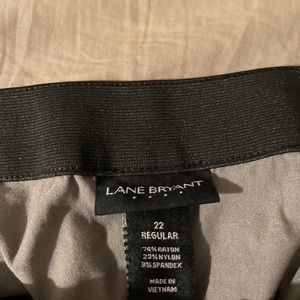 LANE BRYANT
22
REGULAR
74% RAYON
23% NYLON
3% SPANDEX
MADE IN
VIETNAM